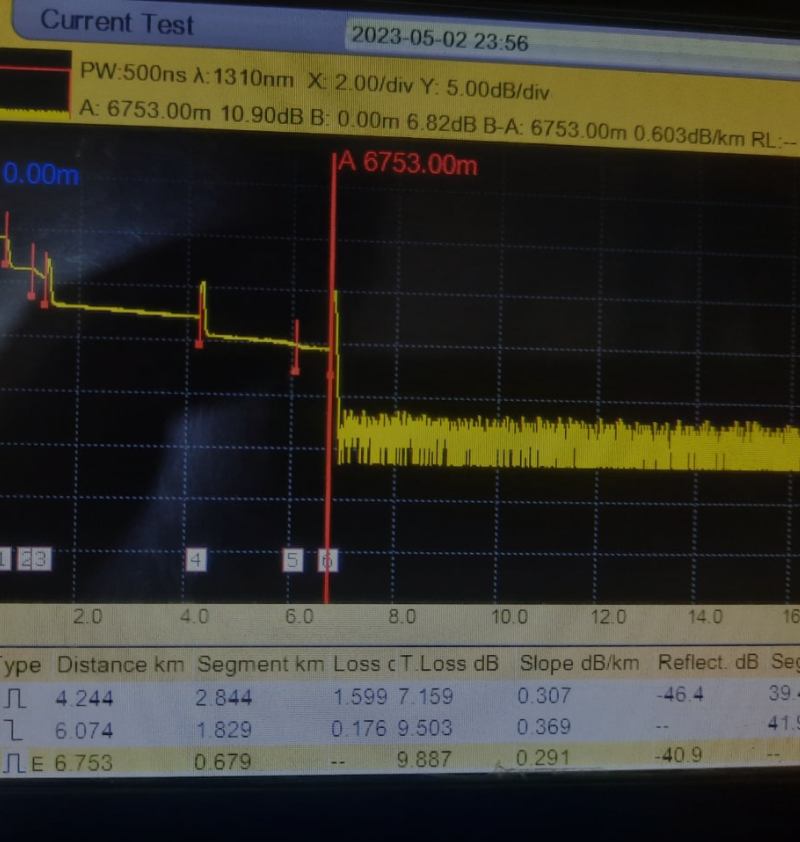 Current Test
2023-05-02 23:56
PW:500ns λ:1310nm X: 2.00/div Y: 5.00dB/div
A: 6753.00m 10.90dB B: 0.00m 6.82dB B-A: 6753.00m 0.603dB/km RL:--
0.00m
A 6753.00m
1 2 3 4 5 6
2.0 4.0 6.0 8.0 10.0 12.0 14.0 16
Type Distance km Segment km Loss d T.Loss dB Slope dB/km Reflect. dB Seg
4.244 2.844 1.599 7.159 0.307 -46.4 39.4
6.074 1.829 0.176 9.503 0.369 -- 41.9
E 6.753 0.679 -- 9.887 0.291 -40.9 --